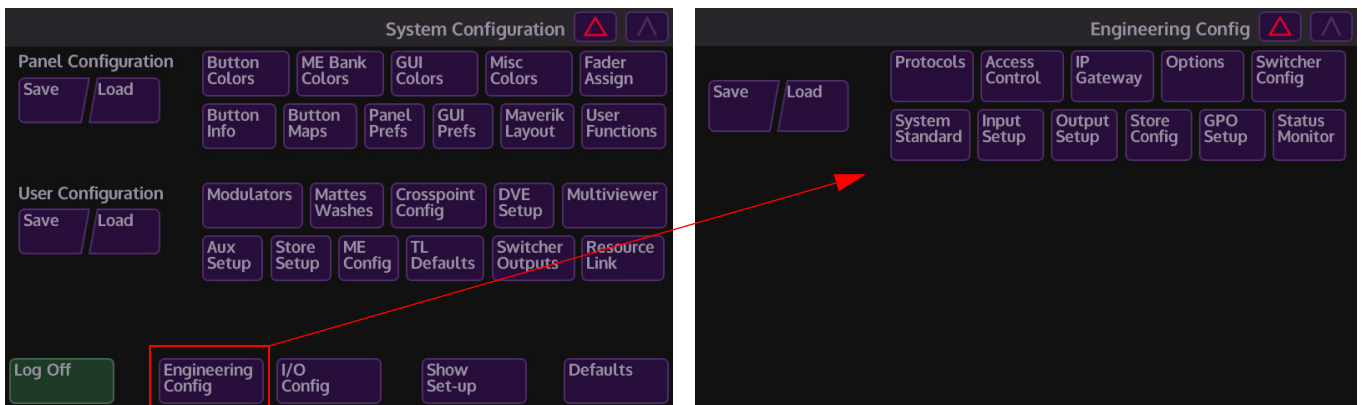 System Configuration
Panel Configuration
Save Load
Button Colors
ME Bank Colors
GUI Colors
Misc Colors
Fader Assign
Button Info
Button Maps
Panel Prefs
GUI Prefs
Maverik Layout
User Functions
User Configuration
Save Load
Modulators
Mattes Washes
Crosspoint Config
DVE Setup
Multiviewer
Aux Setup
Store Setup
ME Config
TL Defaults
Switcher Outputs
Resource Link
Log Off
Engineering Config
I/O Config
Show Set-up
Defaults
Engineering Config
Save Load
Protocols
Access Control
IP Gateway
Options
Switcher Config
System Standard
Input Setup
Output Setup
Store Config
GPO Setup
Status Monitor